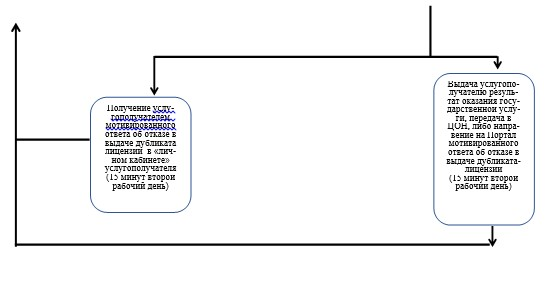 Получение услу-
гополучателем
мотивированного
ответа об отказе в
выдаче дубликата
лицензии в «лич-
ном кабинете»
услугополучателя
(15 минут второй
рабочий день)
Выдача услугопо-
лучателю резуль-
тат оказания госу-
дарственной услу-
ги, передача в
ЦОН, либо напра-
вение на Портал
мотивированного
ответа об отказе в
выдаче дубликата-
лицензии
(15 минут второй
рабочий день)